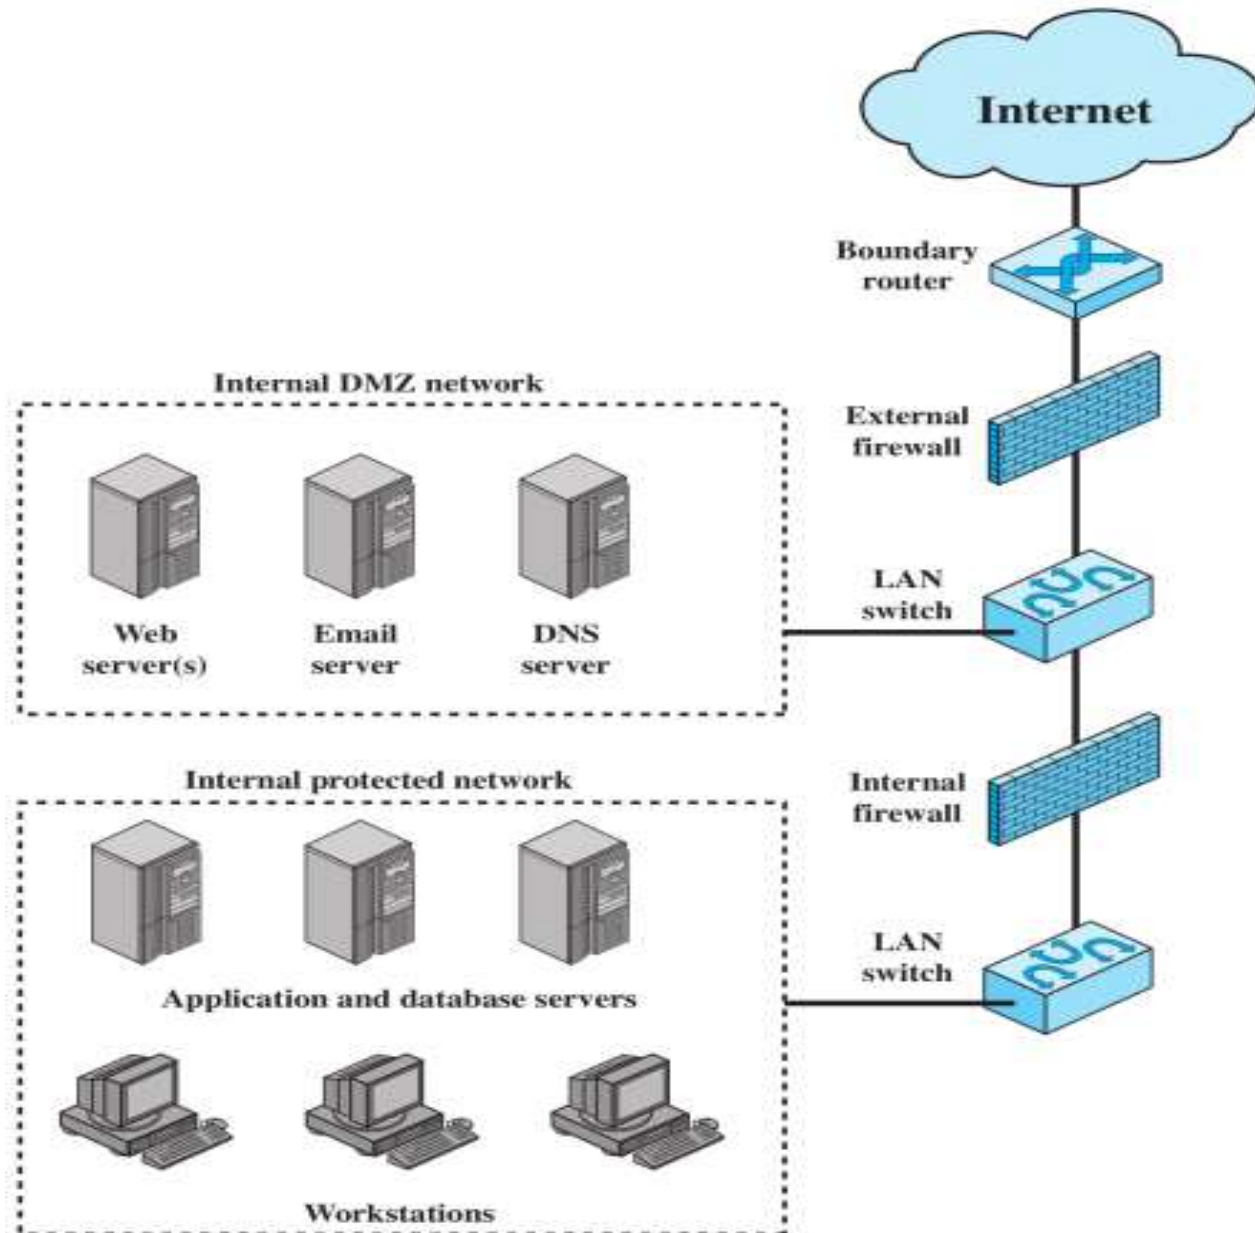 Internet
Boundary
router
Internal DMZ network
External
firewall
Web
server(s)
Email
server
DNS
server
LAN
switch
Internal protected network
Internal
firewall
Application and database servers
LAN
switch
Workstations